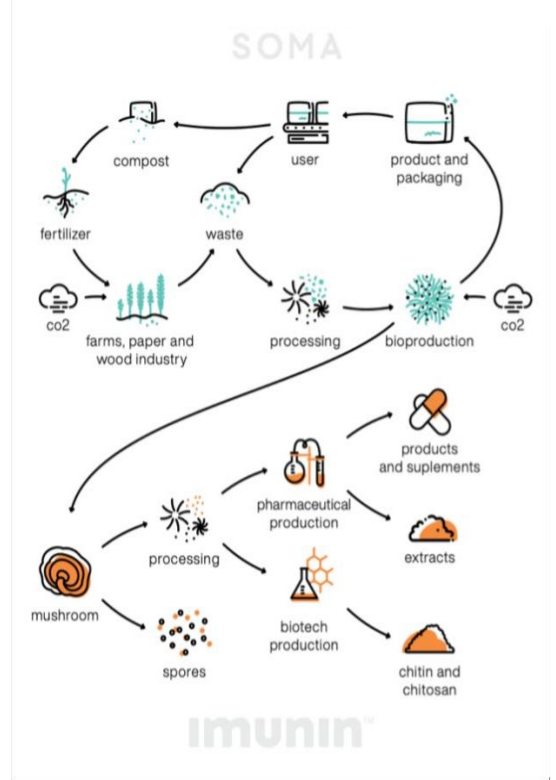 SOMA
compost
user
product and
packaging
fertilizer
waste
co2
farms, paper and
wood industry
processing
bioproduction
co2
products
and suplements
pharmaceutical
production
processing
extracts
mushroom
biotech
production
spores
chitin and
chitosan
Imunin™